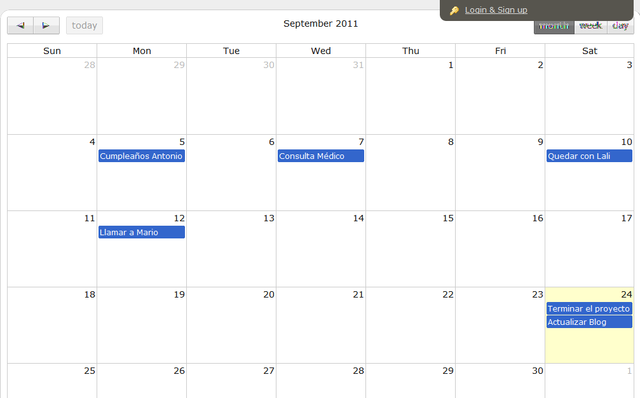 Login & Sign up
today
September 2011
month week day
Sun Mon Tue Wed Thu Fri Sat
28 29 30 31 1 2 3
4 5 6 7 8 9 10
Cumpleaños Antonio Consulta Médico Quedar con Lali
11 12 13 14 15 16 17
Llamar a Mario
18 19 20 21 22 23 24
Terminar el proyecto
Actualizar Blog
25 26 27 28 29 30 1